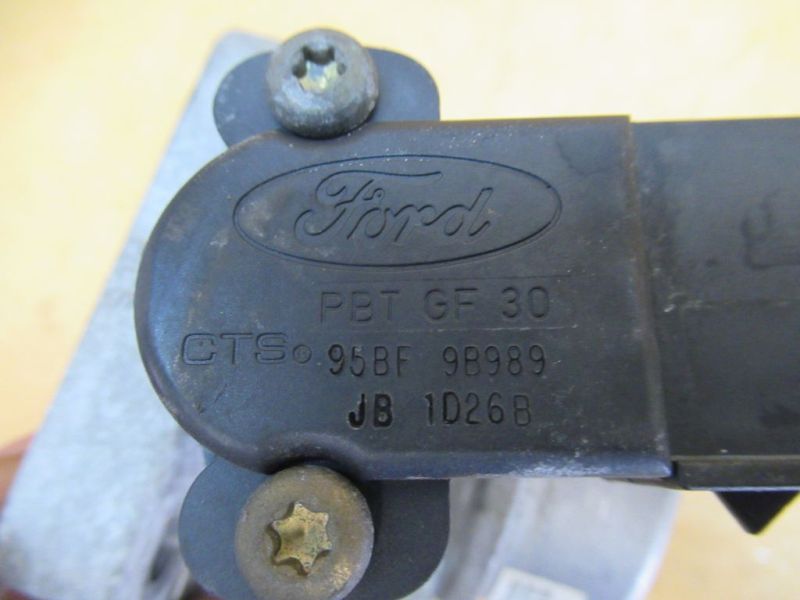 Ford
PBT GF 30
CTS® 95BF 9B989
JB 1D26B